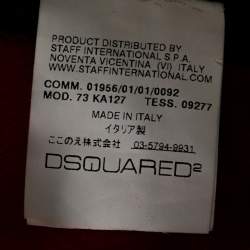 PRODUCT DISTRIBUTED BY
STAFF INTERNATIONAL S.P.A.
NOVENTA VICENTINA (VI) ITALY
WWW.STAFFINTERNATIONAL.COM
COMM. 01956/01/01/0092
MOD. 73 KA127 TESS. 09277
MADE IN ITALY
イタリア製
ここのえ株式会社 03-5794-9931
DSQUARED²